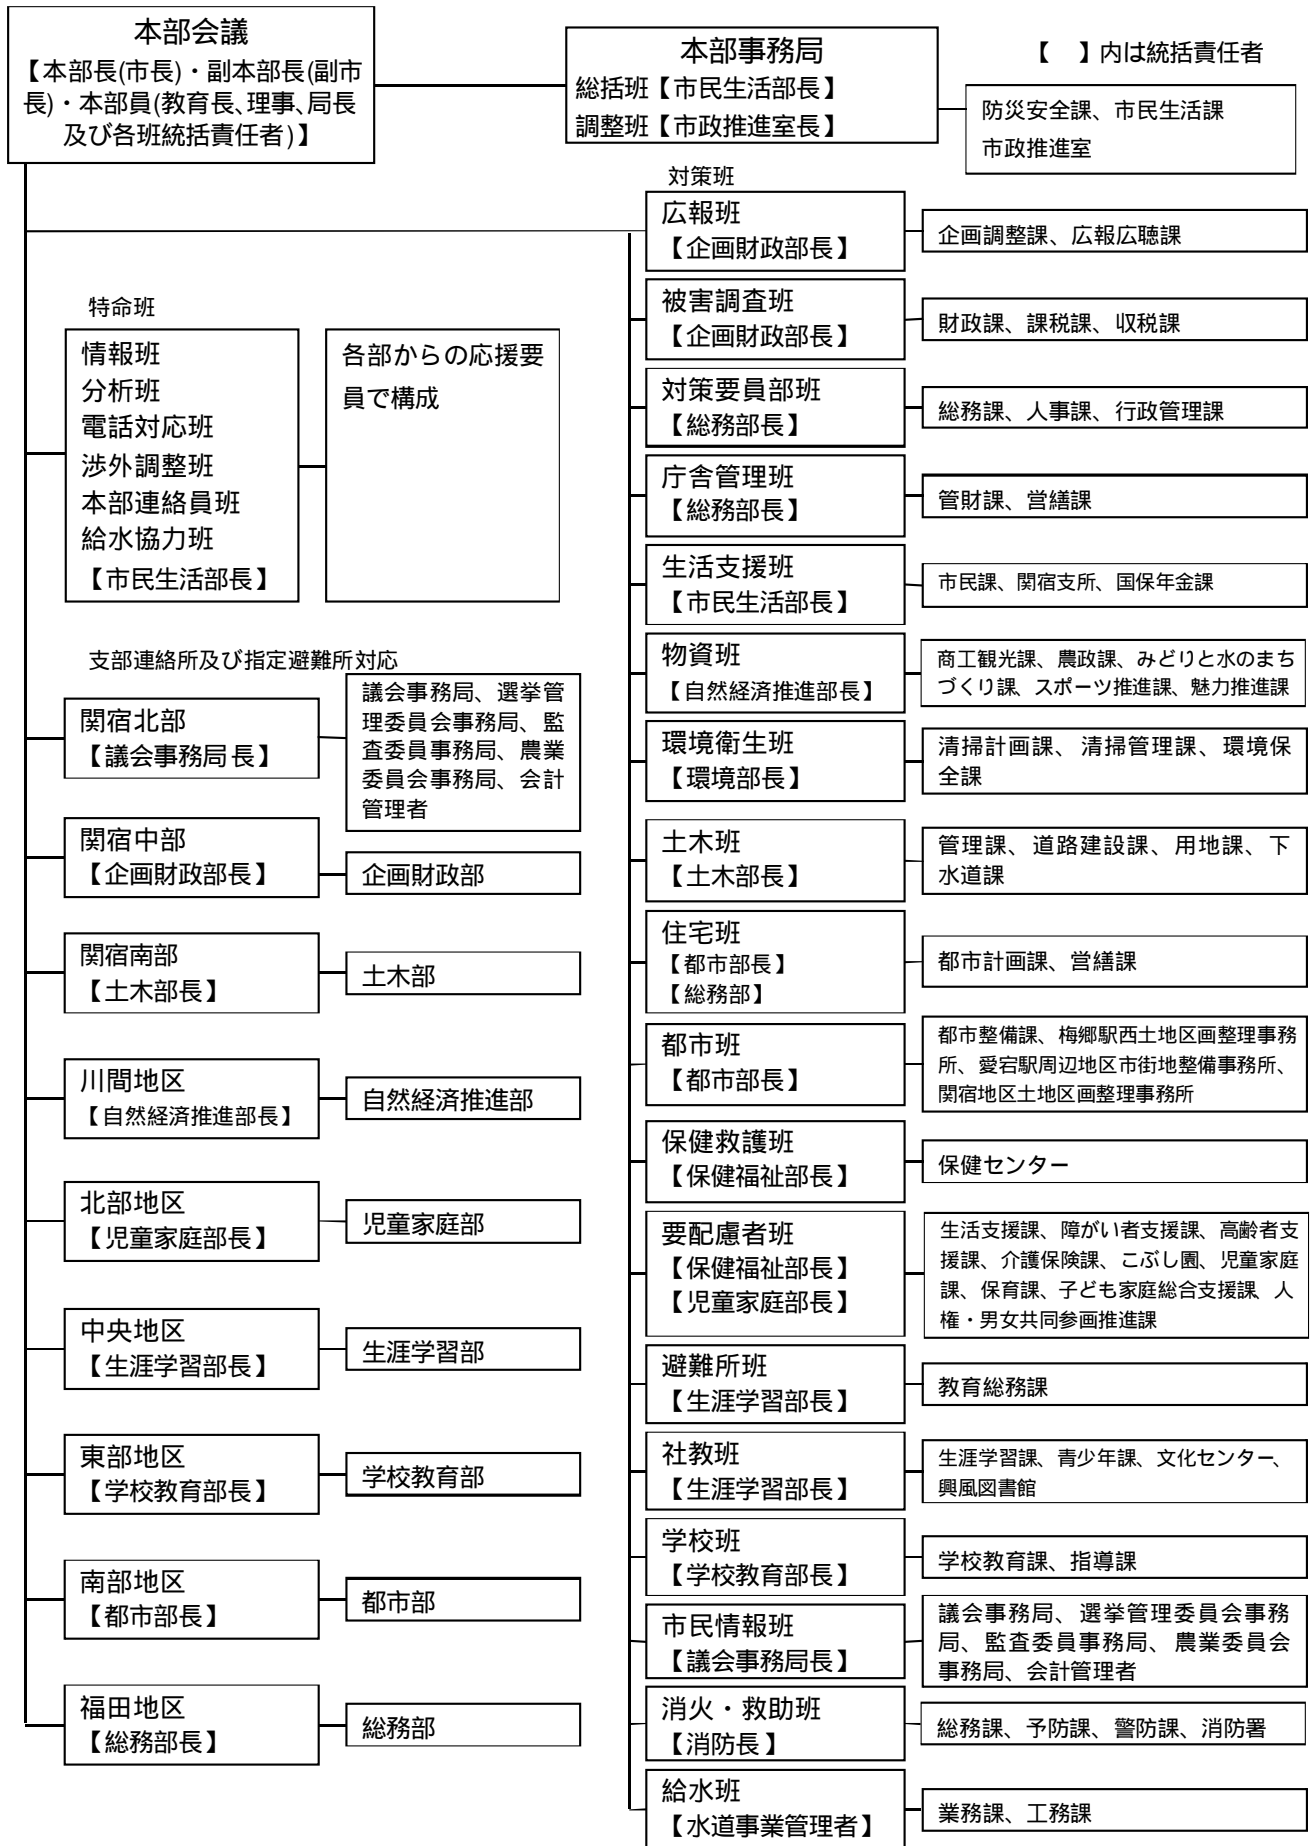 本部会議
【本部長(市長)・副本部長(副市
長)・本部員(教育長、理事、局長
及び各班統括責任者)】
本部事務局
総括班【市民生活部長】
調整班【市政推進室長】
【　】内は統括責任者
防災安全課、市民生活課
市政推進室
特命班
情報班
分析班
電話対応班
渉外調整班
本部連絡員班
給水協力班
【市民生活部長】
各部からの応援要
員で構成
支部連絡所及び指定避難所対応
関宿北部
【議会事務局長】
議会事務局、選挙管
理委員会事務局、監
査委員事務局、農業
委員会事務局、会計
管理者
関宿中部
【企画財政部長】
企画財政部
関宿南部
【土木部長】
土木部
川間地区
【自然経済推進部長】
自然経済推進部
北部地区
【児童家庭部長】
児童家庭部
中央地区
【生涯学習部長】
生涯学習部
東部地区
【学校教育部長】
学校教育部
南部地区
【都市部長】
都市部
福田地区
【総務部長】
総務部
対策班
広報班
【企画財政部長】
企画調整課、広報広聴課
被害調査班
【企画財政部長】
財政課、課税課、収税課
対策要員部班
【総務部長】
総務課、人事課、行政管理課
庁舎管理班
【総務部長】
管財課、営繕課
生活支援班
【市民生活部長】
市民課、関宿支所、国保年金課
物資班
【自然経済推進部長】
商工観光課、農政課、みどりと水のまち
づくり課、スポーツ推進課、魅力推進課
環境衛生班
【環境部長】
清掃計画課、清掃管理課、環境保
全課
土木班
【土木部長】
管理課、道路建設課、用地課、下
水道課
住宅班
【都市部長】
【総務部】
都市計画課、営繕課
都市班
【都市部長】
都市整備課、梅郷駅西土地区画整理事務
所、愛宕駅周辺地区市街地整備事務所、
関宿地区土地区画整理事務所
保健救護班
【保健福祉部長】
保健センター
要配慮者班
【保健福祉部長】
【児童家庭部長】
生活支援課、障がい者支援課、高齢者支
援課、介護保険課、こぶし園、児童家庭
課、保育課、子ども家庭総合支援課、人
権・男女共同参画推進課
避難所班
【生涯学習部長】
教育総務課
社教班
【生涯学習部長】
生涯学習課、青少年課、文化センター、
興風図書館
学校班
【学校教育部長】
学校教育課、指導課
市民情報班
【議会事務局長】
議会事務局、選挙管理委員会事務
局、監査委員事務局、農業委員会
事務局、会計管理者
消火・救助班
【消防長】
総務課、予防課、警防課、消防署
給水班
【水道事業管理者】
業務課、工務課